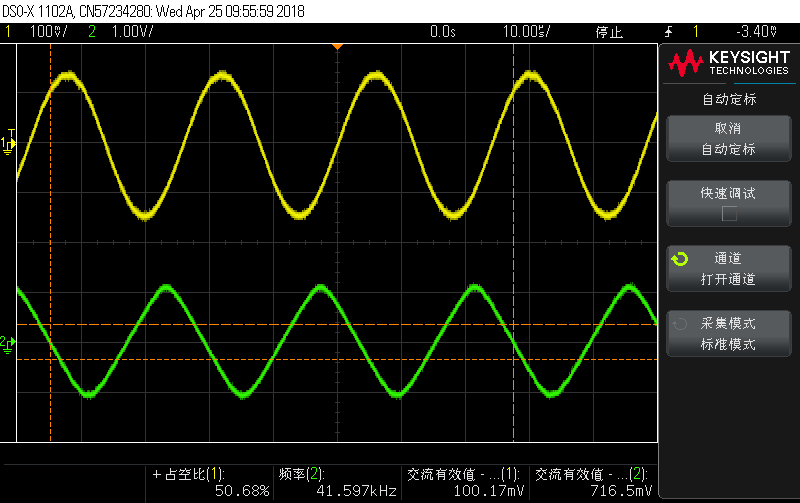 DSO-X 1102A, CN57234280: Wed Apr 25 09:55:59 2018
1 100℧/ 2 1.00V/ 0.0s 10.00㎲/ 停止 1 -3.40℧
KEYSIGHT
TECHNOLOGIES
自动定标
取消
自动定标
快速调试
通道
打开通道
采集模式
标准模式
T
1
2
+占空比(1):
50.68%
频率(2):
41.597kHz
交流有效值 - ...(1):
100.17mV
交流有效值 - ...(2):
716.5mV